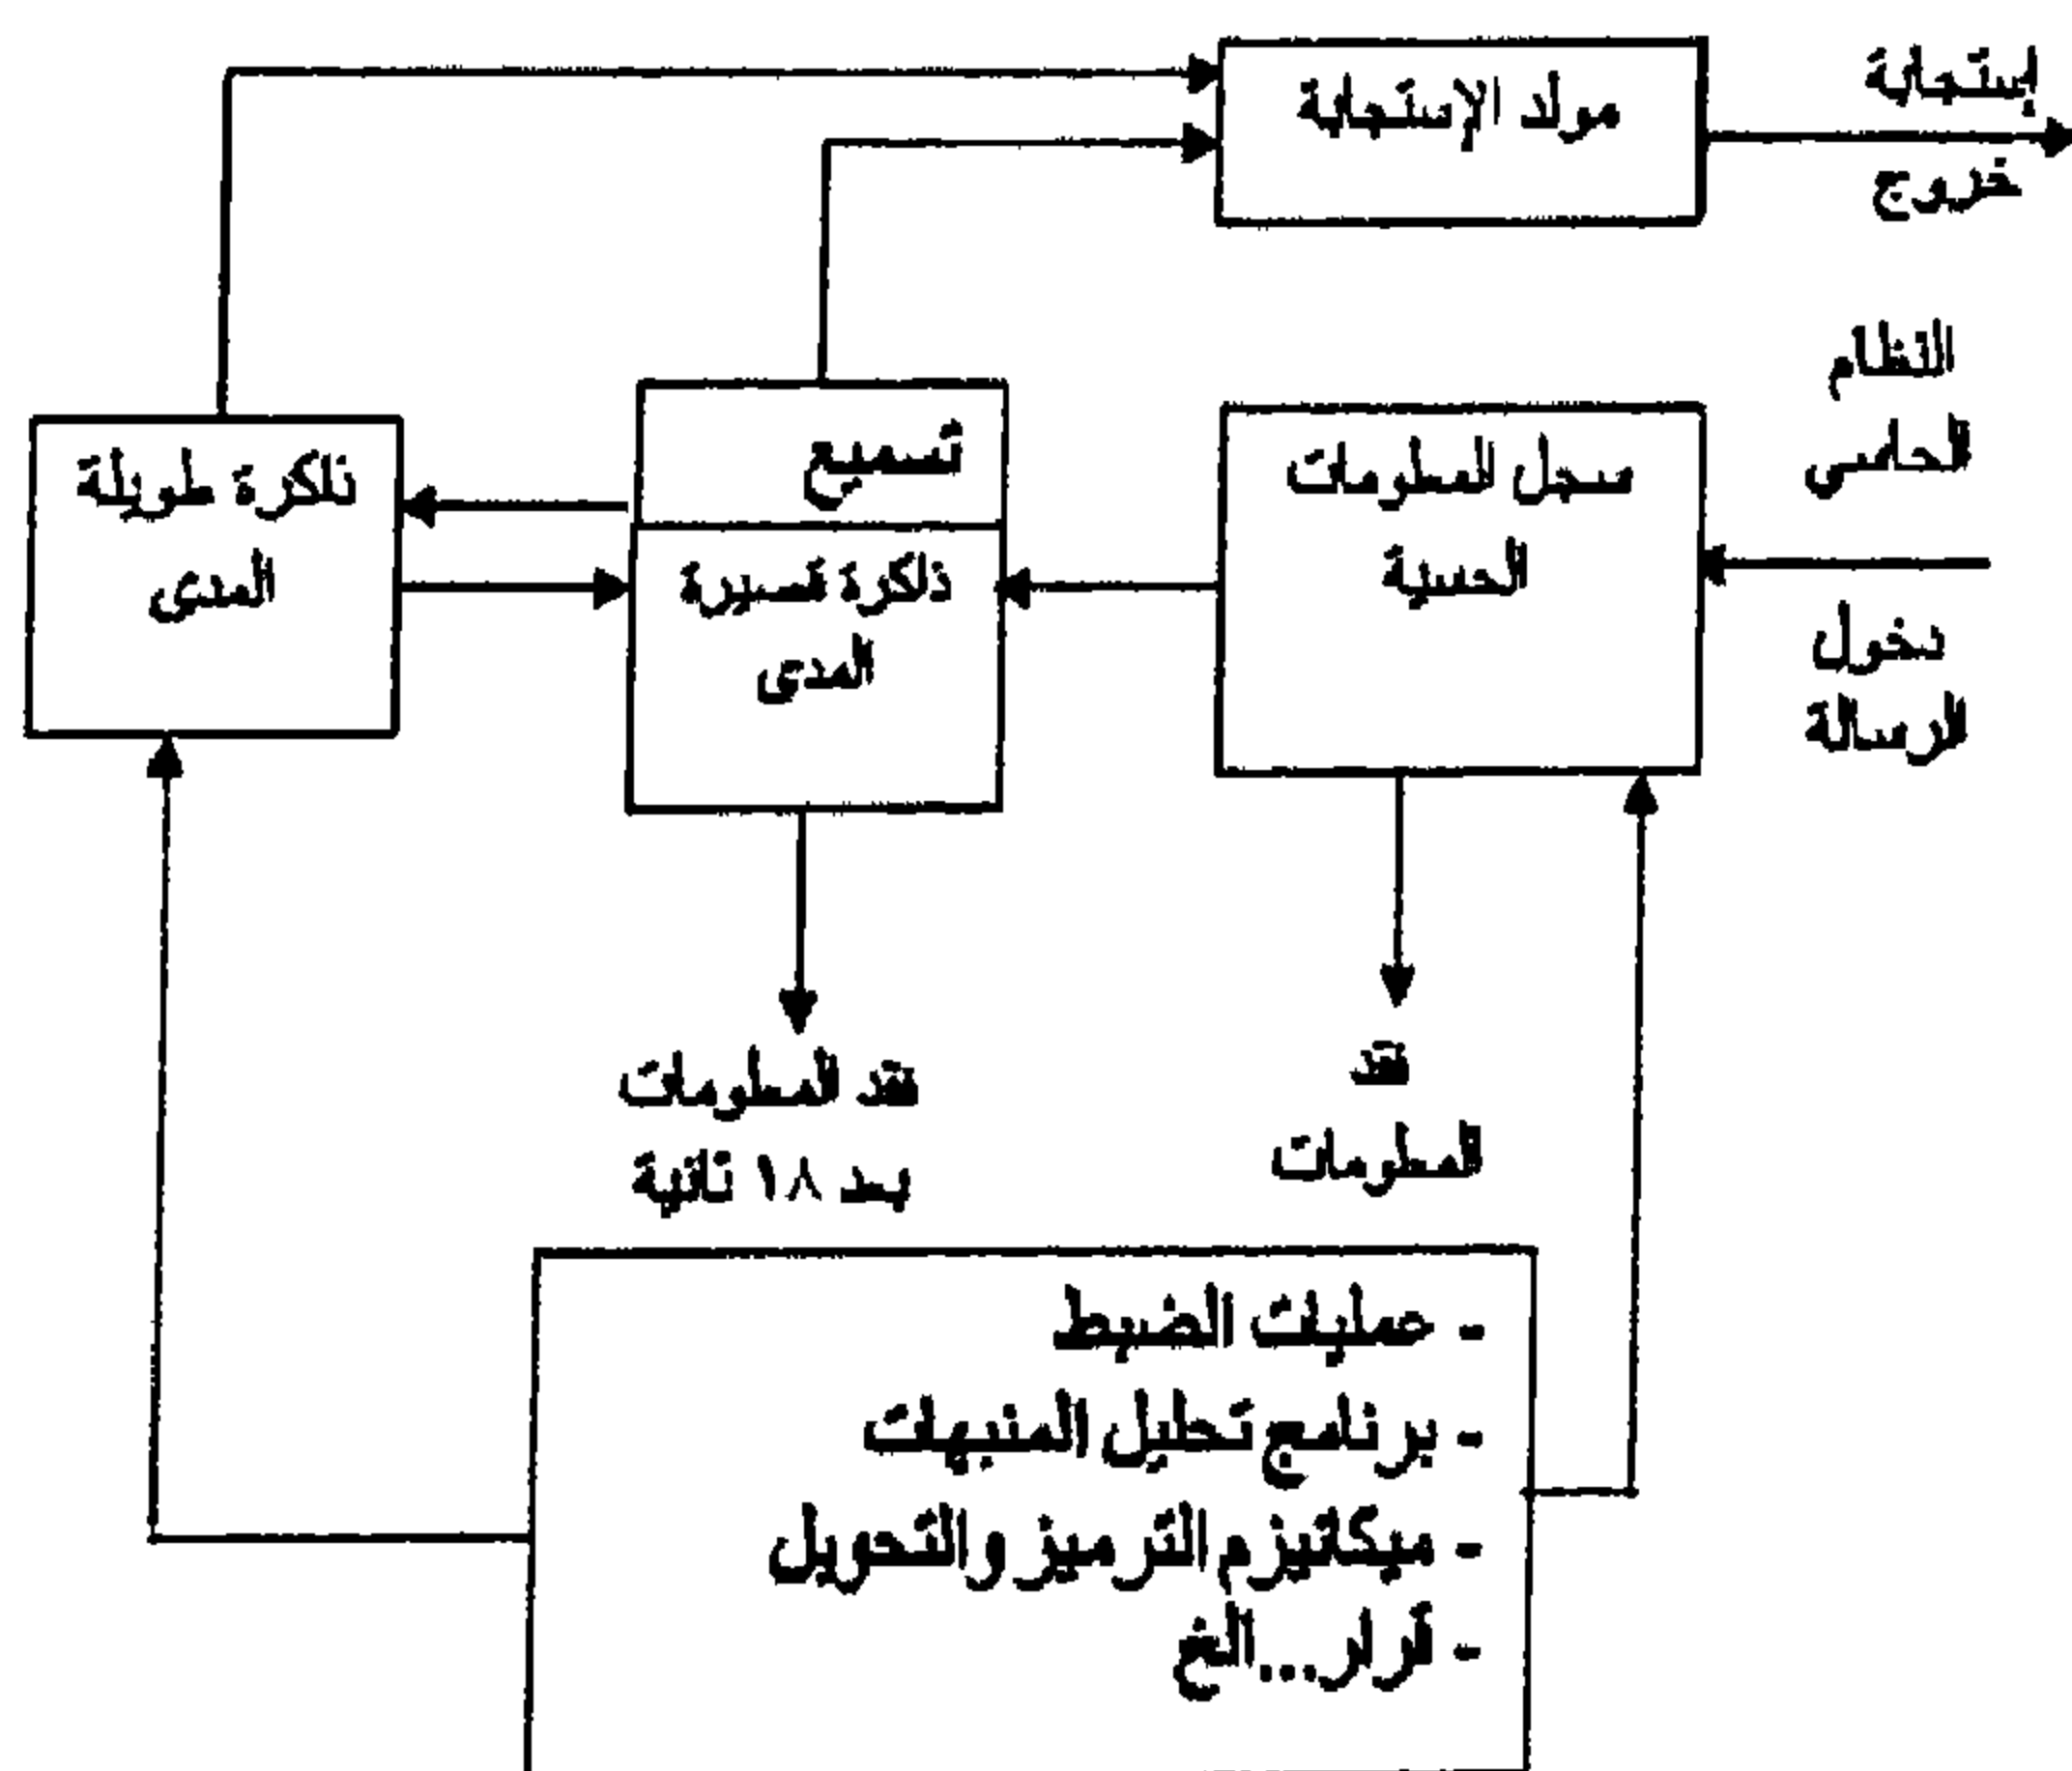 إستجابة
مولد الإستجابة
خروج
النظام
الحاسى
سجل المعلومات
الحسية
دخول
الرسالة
تسميع
ذاكرة قصيرة
المدى
ذاكرة طويلة
المدى
فقد
المعلومات
فقد المعلومات
بعد ١٨ ثانية
- عمليات الضبط
- برنامج تحليل المنبهات
- ميكانيزم الترميز والتحويل
- قرار...الخ